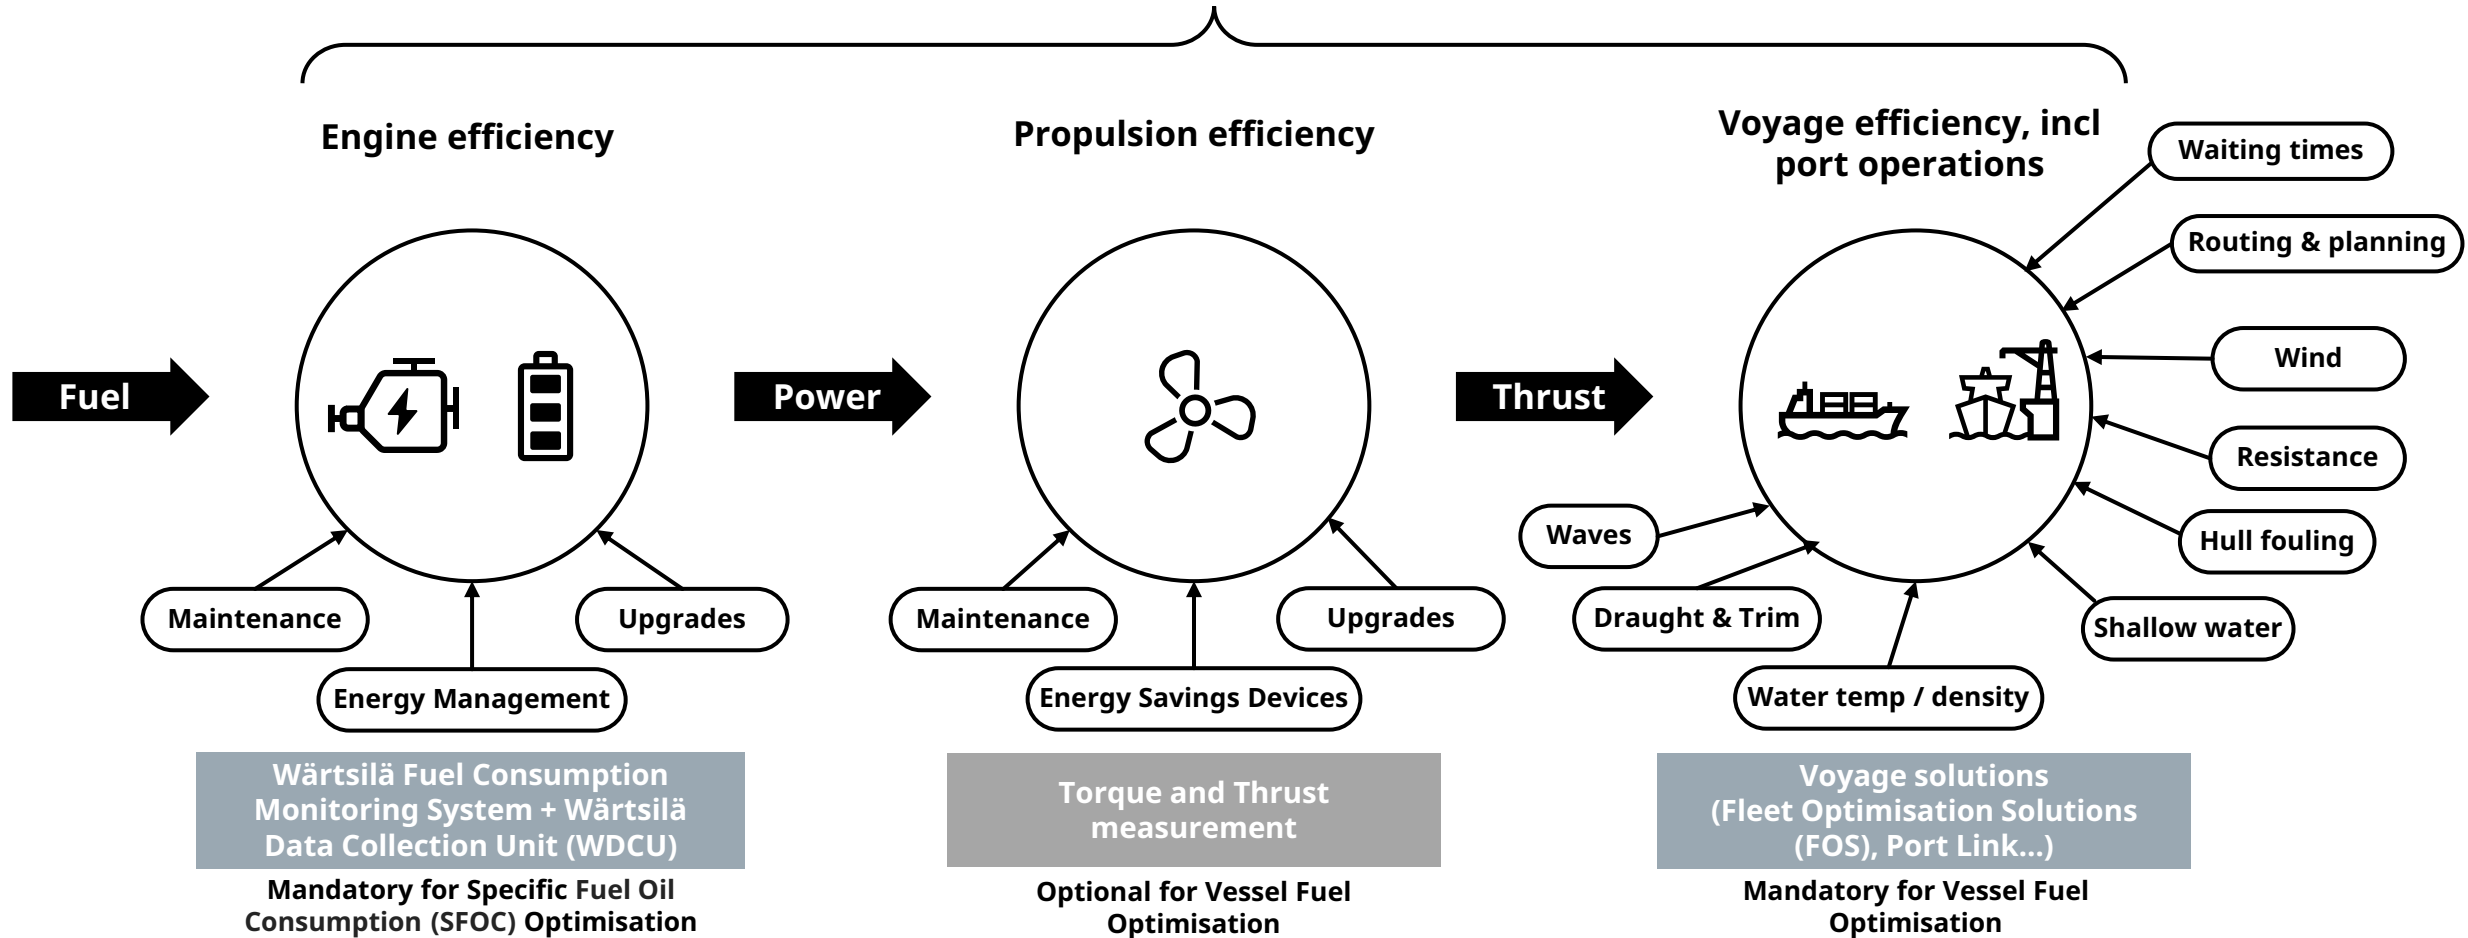 Engine efficiency
Propulsion efficiency
Voyage efficiency, incl
port operations
Waiting times
Routing & planning
Wind
Resistance
Hull fouling
Shallow water
Water temp / density
Draught & Trim
Waves
Fuel
Power
Thrust
Maintenance
Energy Management
Upgrades
Maintenance
Energy Savings Devices
Upgrades
Wärtsilä Fuel Consumption
Monitoring System + Wärtsilä
Data Collection Unit (WDCU)
Mandatory for Specific Fuel Oil
Consumption (SFOC) Optimisation
Torque and Thrust
measurement
Optional for Vessel Fuel
Optimisation
Voyage solutions
(Fleet Optimisation Solutions
(FOS), Port Link...)
Mandatory for Vessel Fuel
Optimisation